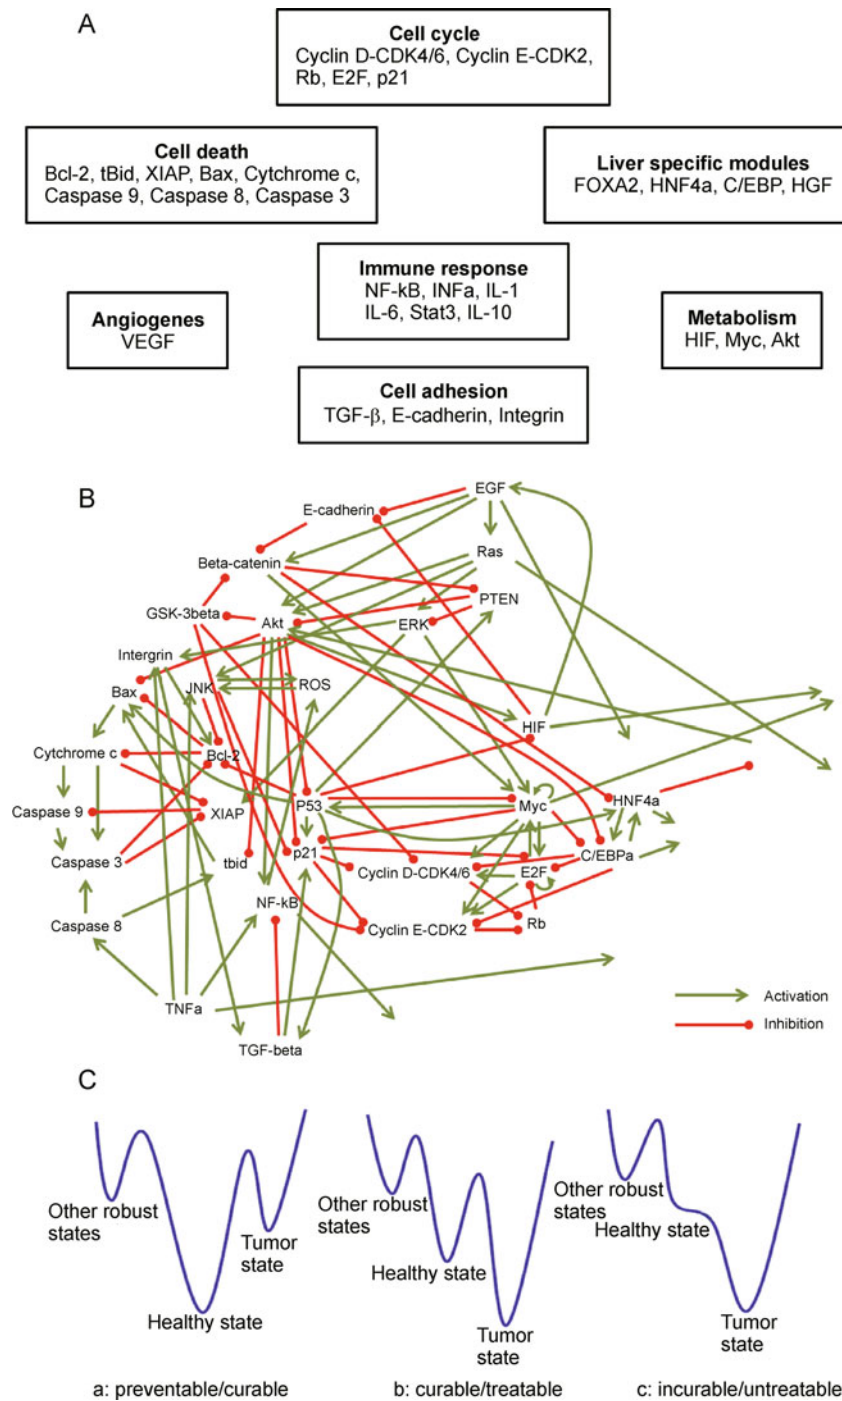 A
Cell cycle
Cyclin D-CDK4/6, Cyclin E-CDK2,
Rb, E2F, p21
Cell death
Bcl-2, tBid, XIAP, Bax, Cytchrome c,
Caspase 9, Caspase 8, Caspase 3
Liver specific modules
FOXA2, HNF4a, C/EBP, HGF
Immune response
NF-kB, INFa, IL-1
IL-6, Stat3, IL-10
Angiogenes
VEGF
Metabolism
HIF, Myc, Akt
Cell adhesion
TGF-β, E-cadherin, Integrin
B
EGF
E-cadherin
Ras
Beta-catenin
PTEN
GSK-3beta
Akt
ERK
Intergrin
Bax
JNK
ROS
HIF
Cytchrome c
Bcl-2
Caspase 9
XIAP
P53
Myc
HNF4a
Caspase 3
tbid
p21
C/EBPa
Cyclin D-CDK4/6
E2F
NF-kB
Caspase 8
Cyclin E-CDK2
Rb
TNFa
Activation
Inhibition
TGF-beta
C
Other robust
states
Healthy state
Tumor
state
a: preventable/curable
Other robust
states
Healthy state
Tumor
state
b: curable/treatable
Other robust
states
Healthy state
Tumor
state
c: incurable/untreatable